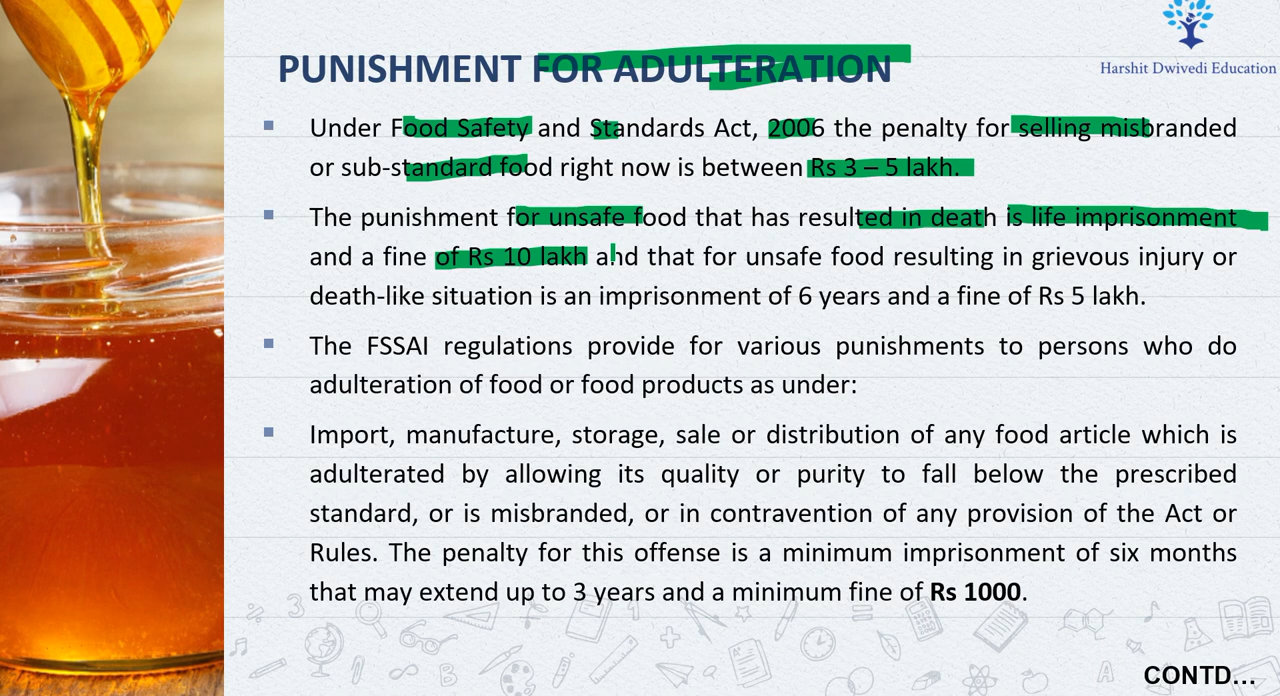 Harshit Dwivedi Education
PUNISHMENT FOR ADULTERATION
▪ Under Food Safety and Standards Act, 2006 the penalty for selling misbranded
or sub-standard food right now is between Rs 3 – 5 lakh.
▪ The punishment for unsafe food that has resulted in death is life imprisonment
and a fine of Rs 10 lakh and that for unsafe food resulting in grievous injury or
death-like situation is an imprisonment of 6 years and a fine of Rs 5 lakh.
▪ The FSSAI regulations provide for various punishments to persons who do
adulteration of food or food products as under:
▪ Import, manufacture, storage, sale or distribution of any food article which is
adulterated by allowing its quality or purity to fall below the prescribed
standard, or is misbranded, or in contravention of any provision of the Act or
Rules. The penalty for this offense is a minimum imprisonment of six months
that may extend up to 3 years and a minimum fine of Rs 1000.
CONTD...